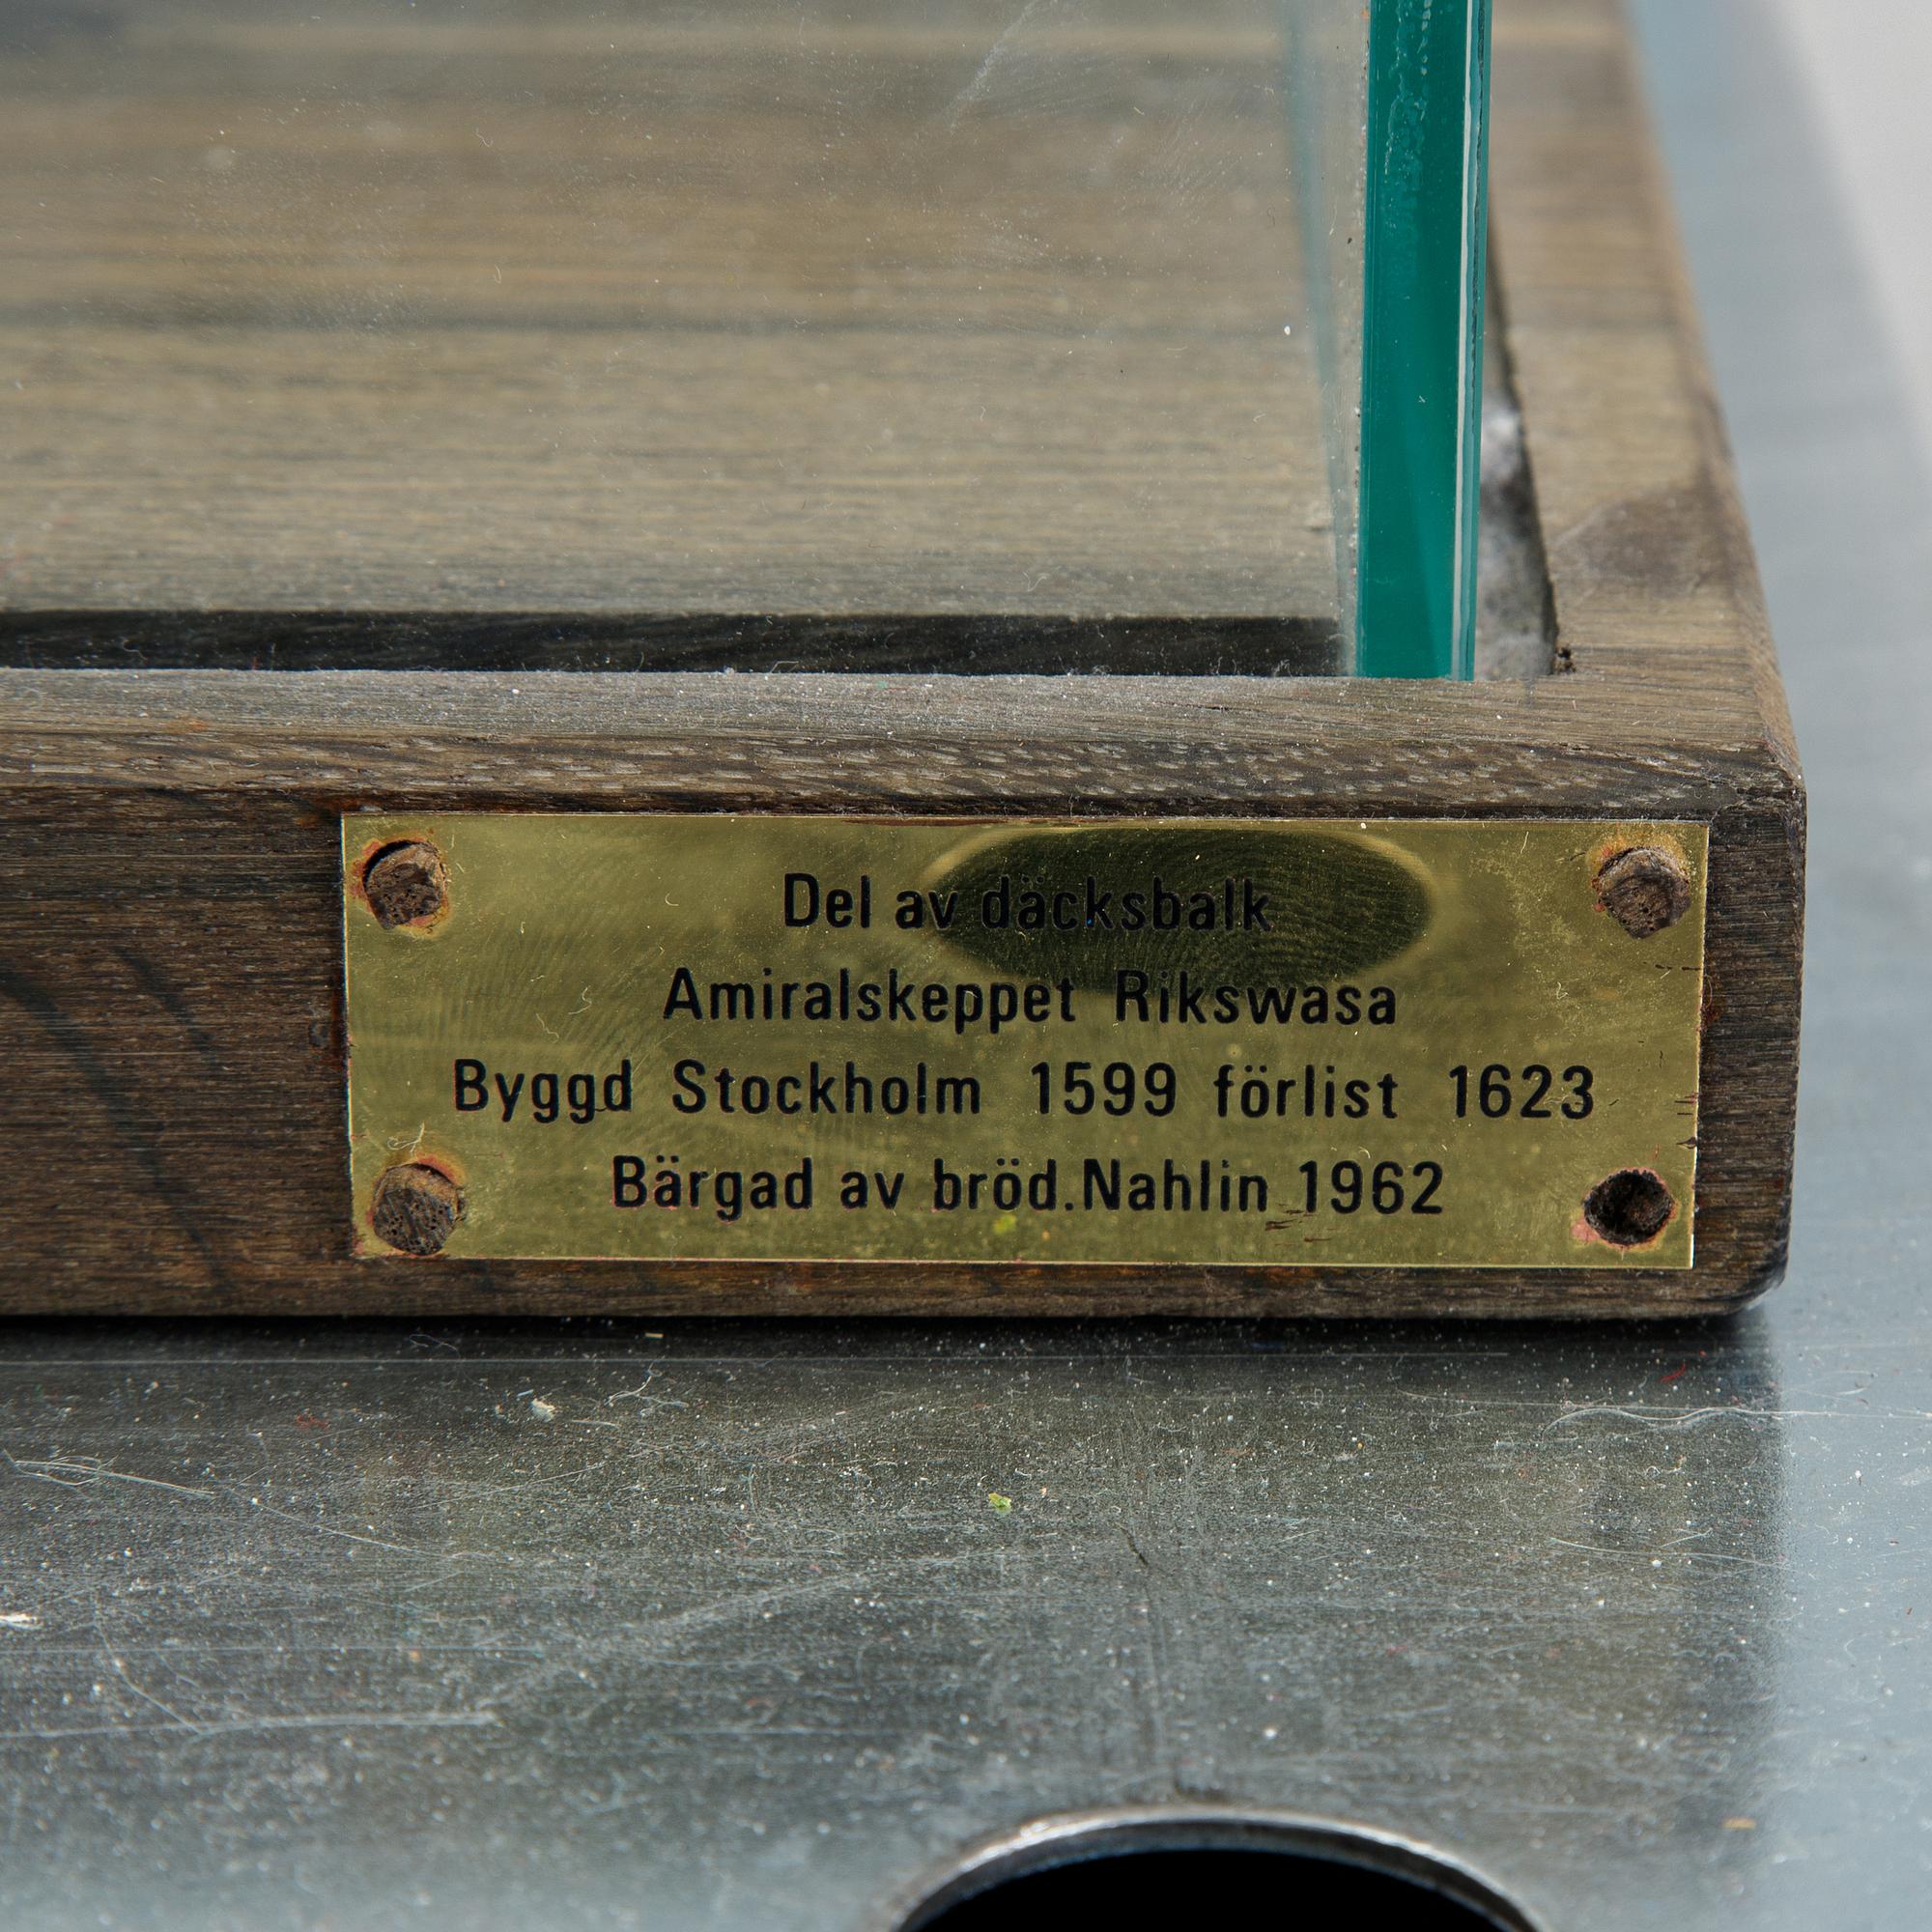 Del av däcksbalk
Amiralskeppet Rikswasa
Byggd Stockholm 1599 förlist 1623
Bärgad av bröd.Nahlin 1962